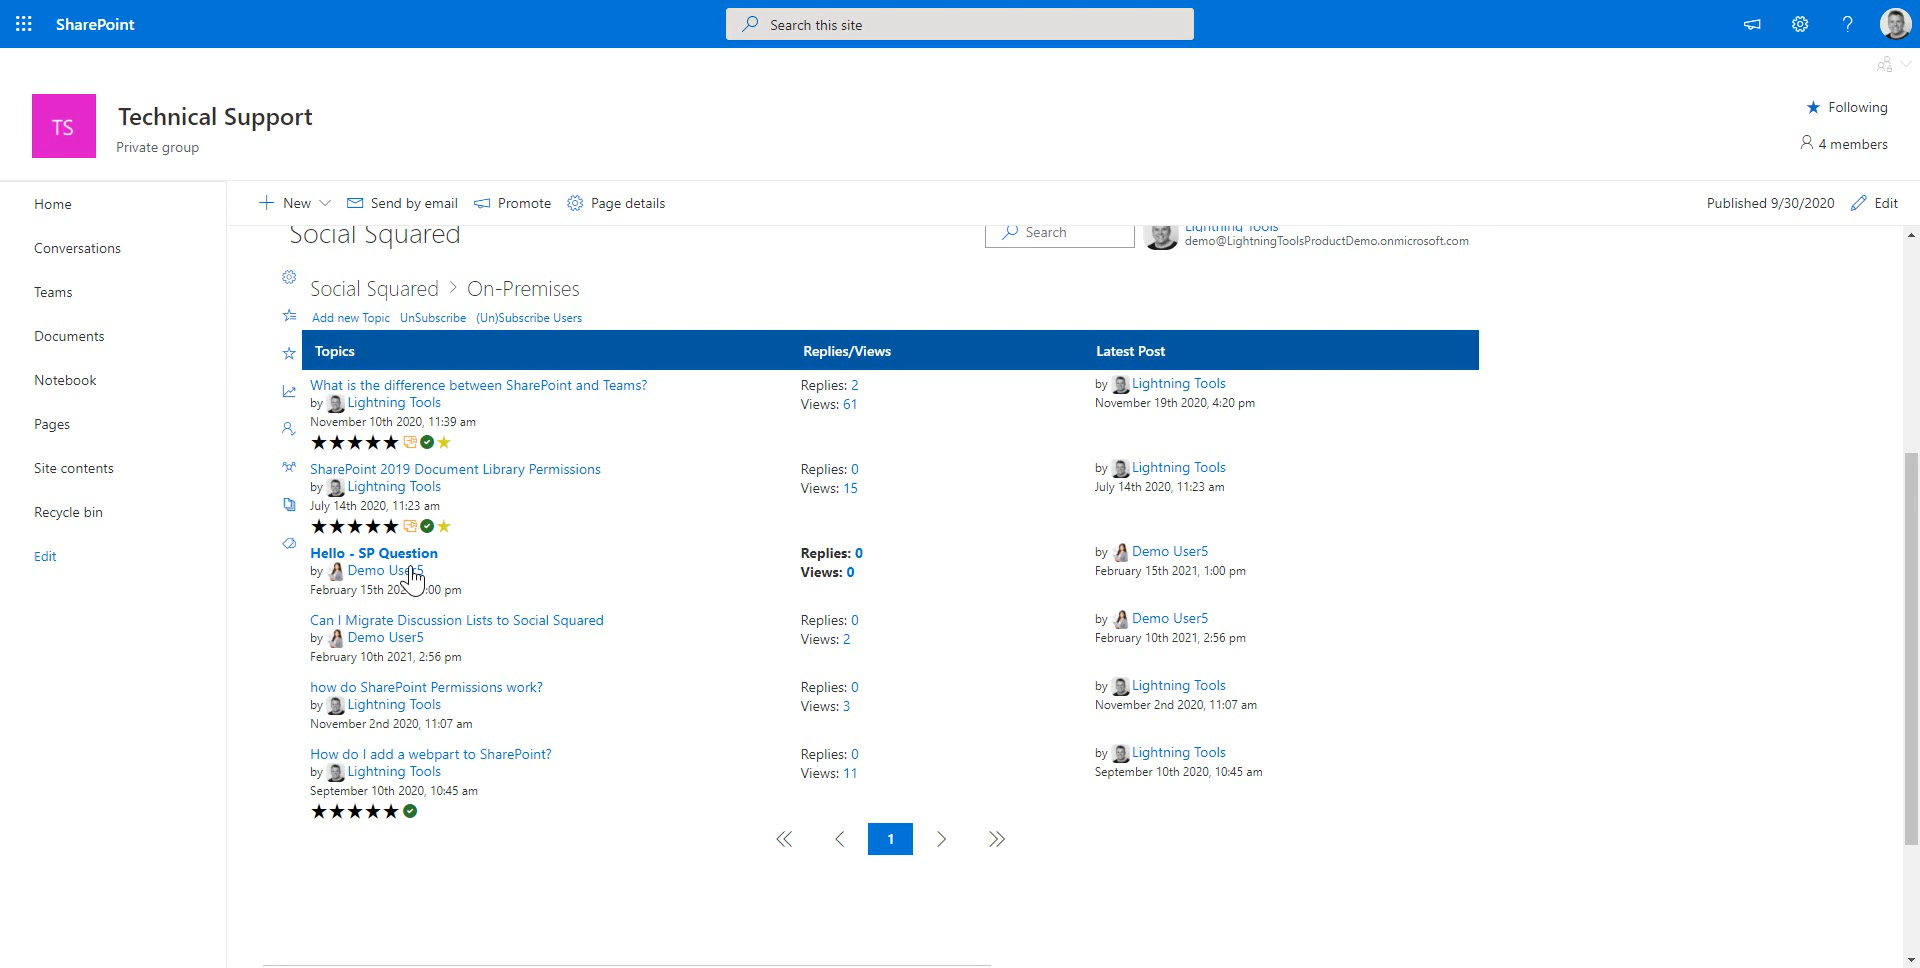 SharePoint
Search this site
TS
Technical Support
Private group
Following
4 members
Home
Conversations
Teams
Documents
Notebook
Pages
Site contents
Recycle bin
Edit
New
Send by email
Promote
Page details
Published 9/30/2020
Edit
Social Squared
Search
Lightning Tools
demo@LightningToolsProductDemo.onmicrosoft.com
Social Squared > On-Premises
Add new Topic UnSubscribe (Un)Subscribe Users
Topics Replies/Views Latest Post
What is the difference between SharePoint and Teams?
by Lightning Tools
November 10th 2020, 11:39 am
Replies: 2
Views: 61
by Lightning Tools
November 19th 2020, 4:20 pm
SharePoint 2019 Document Library Permissions
by Lightning Tools
July 14th 2020, 11:23 am
Replies: 0
Views: 15
by Lightning Tools
July 14th 2020, 11:23 am
Hello - SP Question
by Demo User5
February 15th :00 pm
Replies: 0
Views: 0
by Demo User5
February 15th 2021, 1:00 pm
Can I Migrate Discussion Lists to Social Squared
by Demo User5
February 10th 2021, 2:56 pm
Replies: 0
Views: 2
by Demo User5
February 10th 2021, 2:56 pm
how do SharePoint Permissions work?
by Lightning Tools
November 2nd 2020, 11:07 am
Replies: 0
Views: 3
by Lightning Tools
November 2nd 2020, 11:07 am
How do I add a webpart to SharePoint?
by Lightning Tools
September 10th 2020, 10:45 am
Replies: 0
Views: 11
by Lightning Tools
September 10th 2020, 10:45 am
1